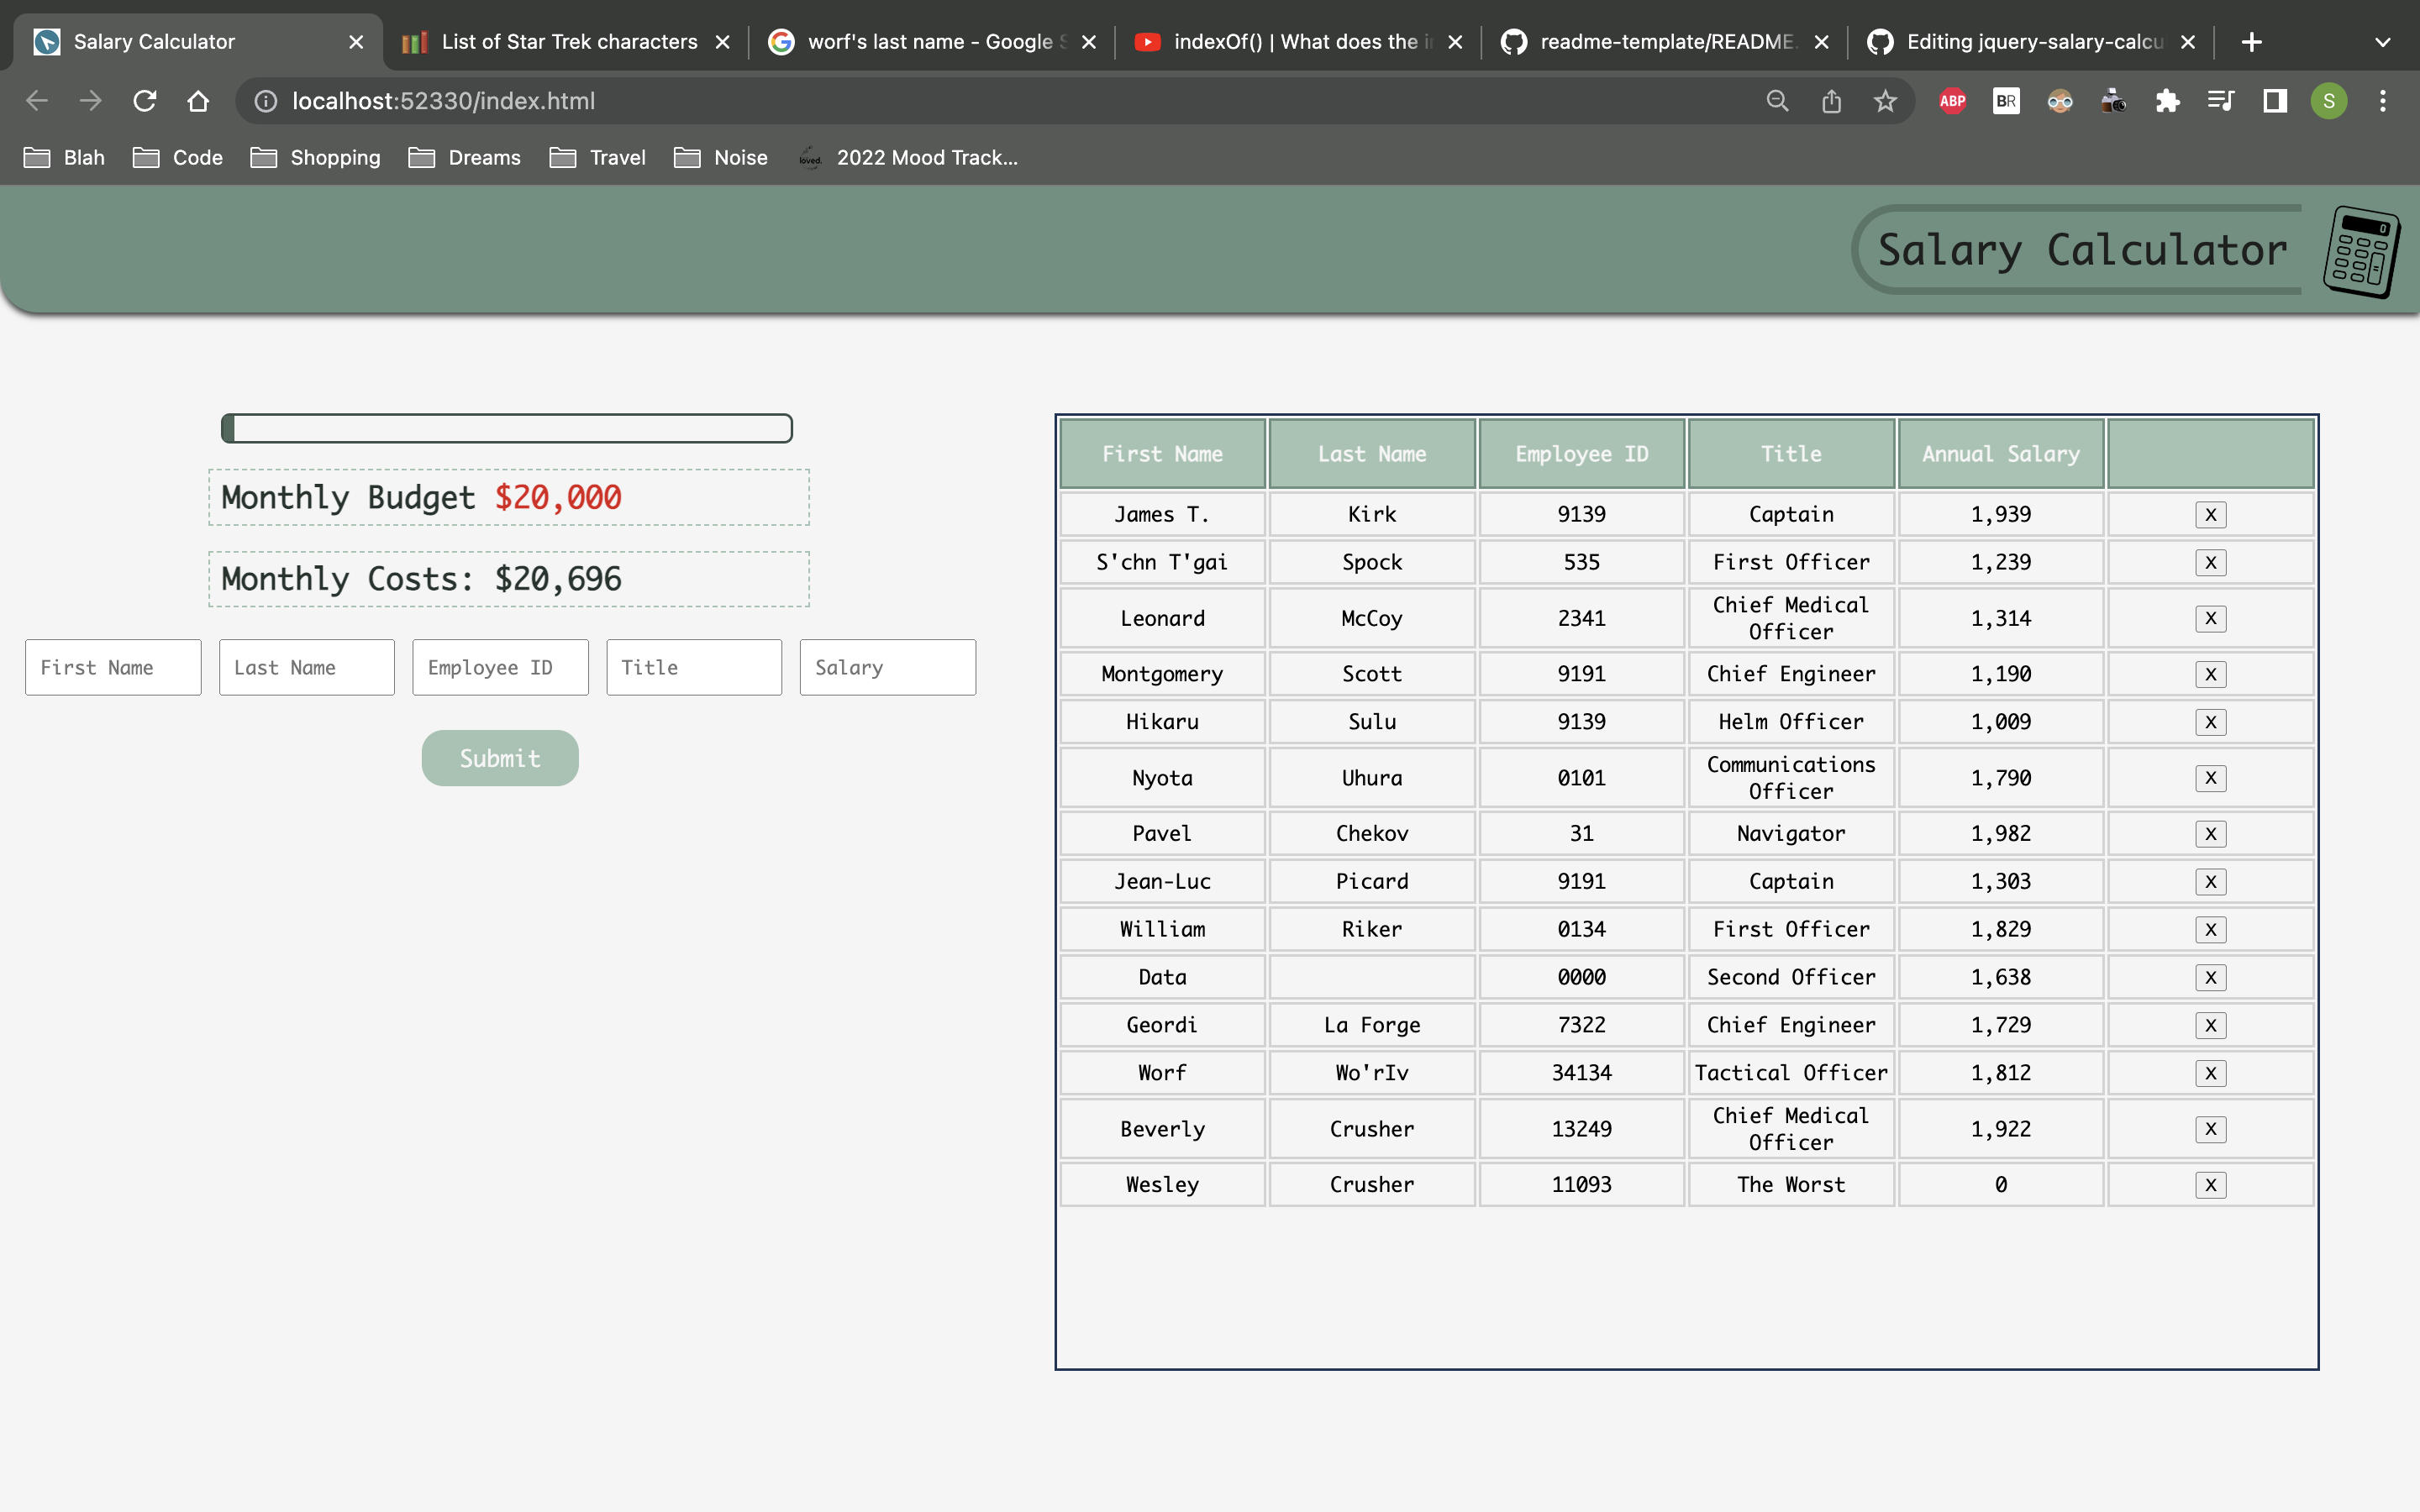 Salary Calculator
List of Star Trek characters
worf's last name - Google S
indexOf() | What does the i
readme-template/README.
Editing jquery-salary-calcu
localhost:52330/index.html
ABP
BR
S
Blah
Code
Shopping
Dreams
Travel
Noise
loved.
2022 Mood Track...
Salary Calculator
0
Monthly Budget $20,000
Monthly Costs: $20,696
First Name
Last Name
Employee ID
Title
Salary
Submit
First Name Last Name Employee ID Title Annual Salary
James T. Kirk 9139 Captain 1,939 X
S'chn T'gai Spock 535 First Officer 1,239 X
Leonard McCoy 2341 Chief Medical Officer 1,314 X
Montgomery Scott 9191 Chief Engineer 1,190 X
Hikaru Sulu 9139 Helm Officer 1,009 X
Nyota Uhura 0101 Communications Officer 1,790 X
Pavel Chekov 31 Navigator 1,982 X
Jean-Luc Picard 9191 Captain 1,303 X
William Riker 0134 First Officer 1,829 X
Data 0000 Second Officer 1,638 X
Geordi La Forge 7322 Chief Engineer 1,729 X
Worf Wo'rIv 34134 Tactical Officer 1,812 X
Beverly Crusher 13249 Chief Medical Officer 1,922 X
Wesley Crusher 11093 The Worst 0 X